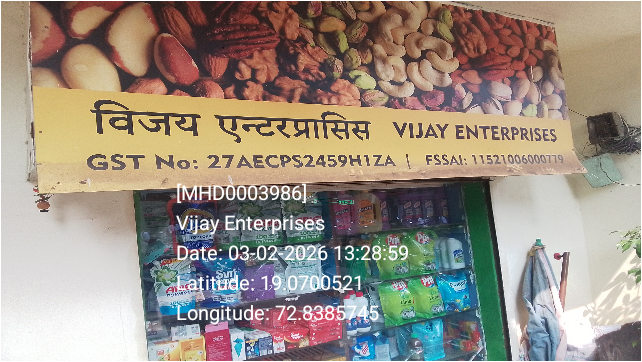 विजय एन्टरप्रासिस VIJAY ENTERPRISES
GST No: 27AECPS2459H1ZA | FSSAI: 11521006000779
[MHD0003986]
Vijay Enterprises
Date: 03-02-2026 13:28:59
Latitude: 19.0700521
Longitude: 72.8385745